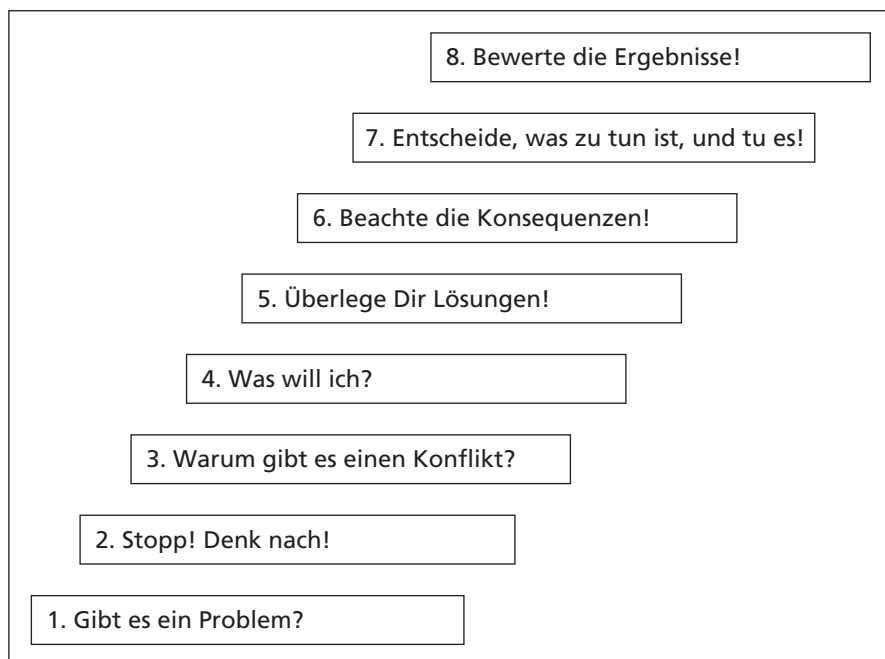 8. Bewerte die Ergebnisse!
7. Entscheide, was zu tun ist, und tu es!
6. Beachte die Konsequenzen!
5. Überlege Dir Lösungen!
4. Was will ich?
3. Warum gibt es einen Konflikt?
2. Stopp! Denk nach!
1. Gibt es ein Problem?